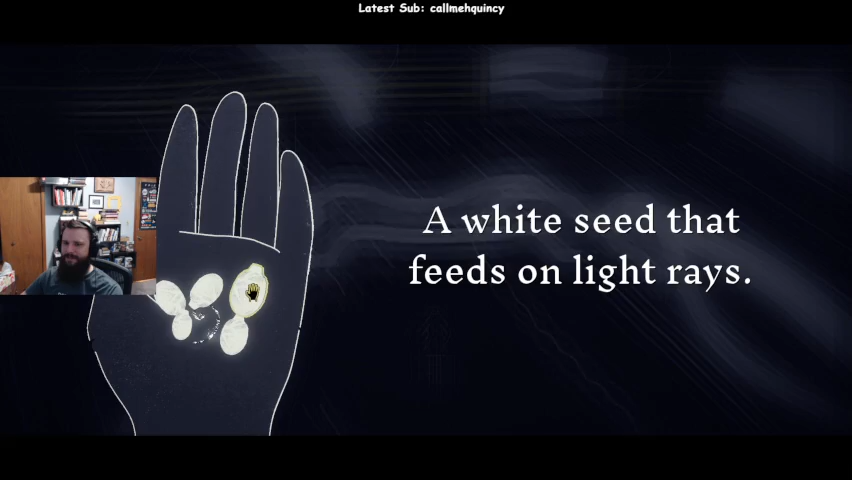 Latest Sub: callmehquincy
A white seed that
feeds on light rays.